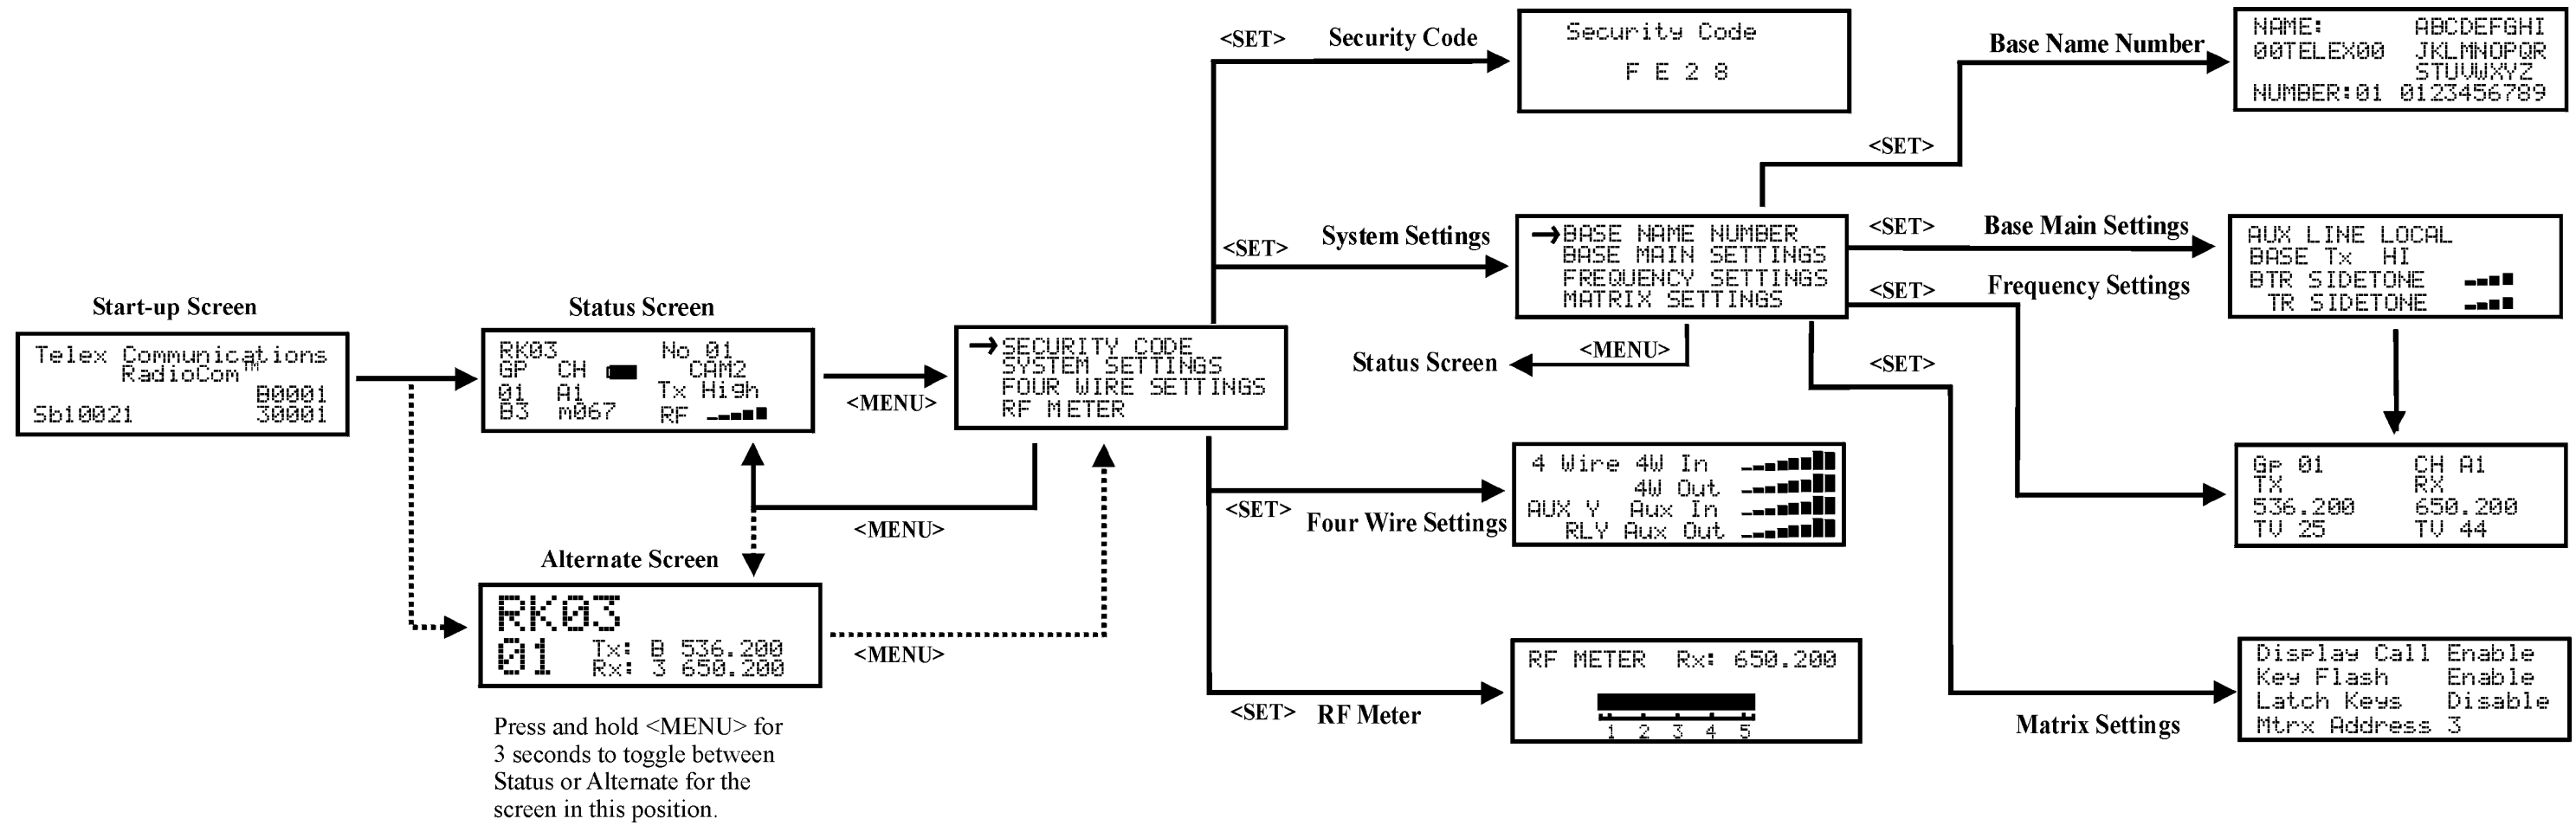 Start-up Screen
Telex Communications
RadioCom™
B0001
Sb10021 30001
Status Screen
RK03 No 01
GP CH CAM2
01 A1 Tx High
B3 m067 RF
<MENU>
Alternate Screen
RK03
01 Tx: B 536.200
Rx: 3 650.200
<MENU>
Press and hold <MENU> for
3 seconds to toggle between
Status or Alternate for the
screen in this position.
SECURITY CODE
SYSTEM SETTINGS
FOUR WIRE SETTINGS
RF METER
<MENU>
<SET> Security Code
Security Code
F E 2 8
<SET> System Settings
BASE NAME NUMBER
BASE MAIN SETTINGS
FREQUENCY SETTINGS
MATRIX SETTINGS
Status Screen <MENU>
<SET> Four Wire Settings
4 Wire 4W In
4W Out
AUX Y Aux In
RLY Aux Out
<SET> RF Meter
RF METER Rx: 650.200
1 2 3 4 5
<SET> Base Name Number
NAME: ABCDEFGHI
00TELEX00 JKLMNOPQR
STUVWXYZ
NUMBER:01 0123456789
<SET> Base Main Settings
AUX LINE LOCAL
BASE Tx HI
BTR SIDETONE
TR SIDETONE
<SET> Frequency Settings
Gp 01 CH A1
TX RX
536.200 650.200
TV 25 TV 44
<SET> Matrix Settings
Display Call Enable
Key Flash Enable
Latch Keys Disable
Mtrx Address 3